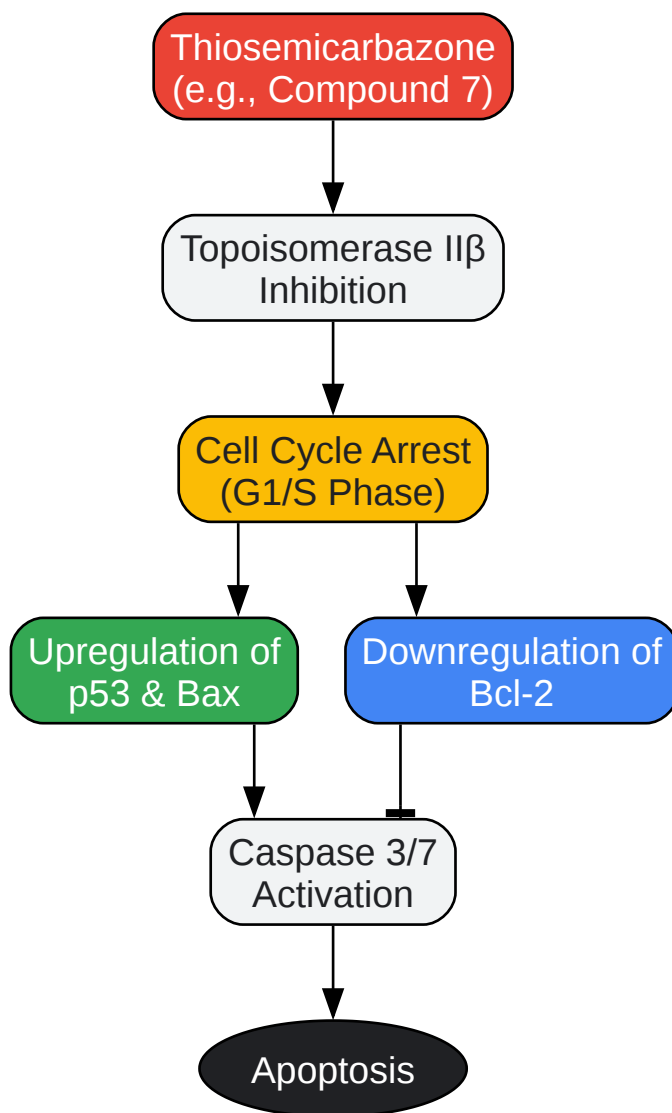 Thiosemicarbazone
(e.g., Compound 7)
Topoisomerase IIβ
Inhibition
Cell Cycle Arrest
(G1/S Phase)
Upregulation of
p53 & Bax
Downregulation of
Bcl-2
Caspase 3/7
Activation
Apoptosis